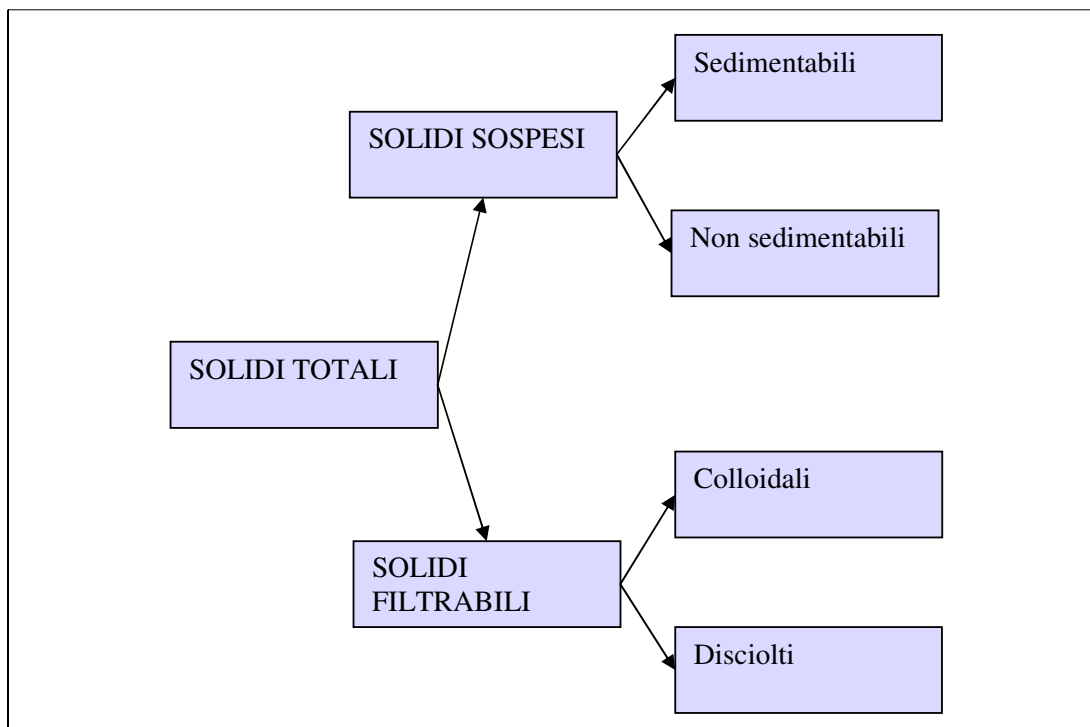 Sedimentabili
SOLIDI SOSPESI
Non sedimentabili
SOLIDI TOTALI
Colloidali
SOLIDI
FILTRABILI
Disciolti